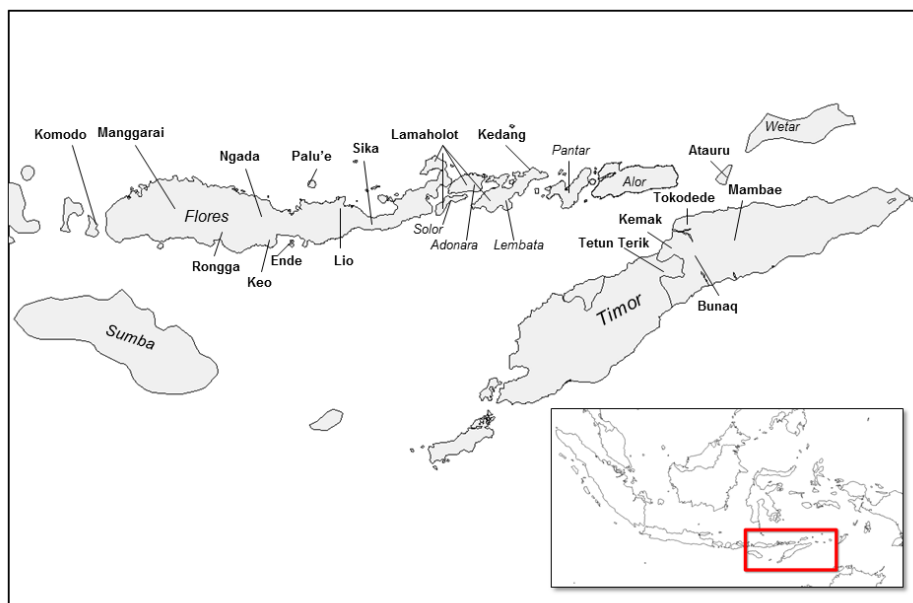 Wetar
Komodo
Manggarai
Lamaholot
Kedang
Ngada
Palu’e
Sika
Pantar
Atauru
Alor
Tokodede
Mambae
Flores
Kemak
Solor
Adonara
Lembata
Tetun Terik
Rongga
Keo
Ende
Lio
Bunaq
Timor
Sumba